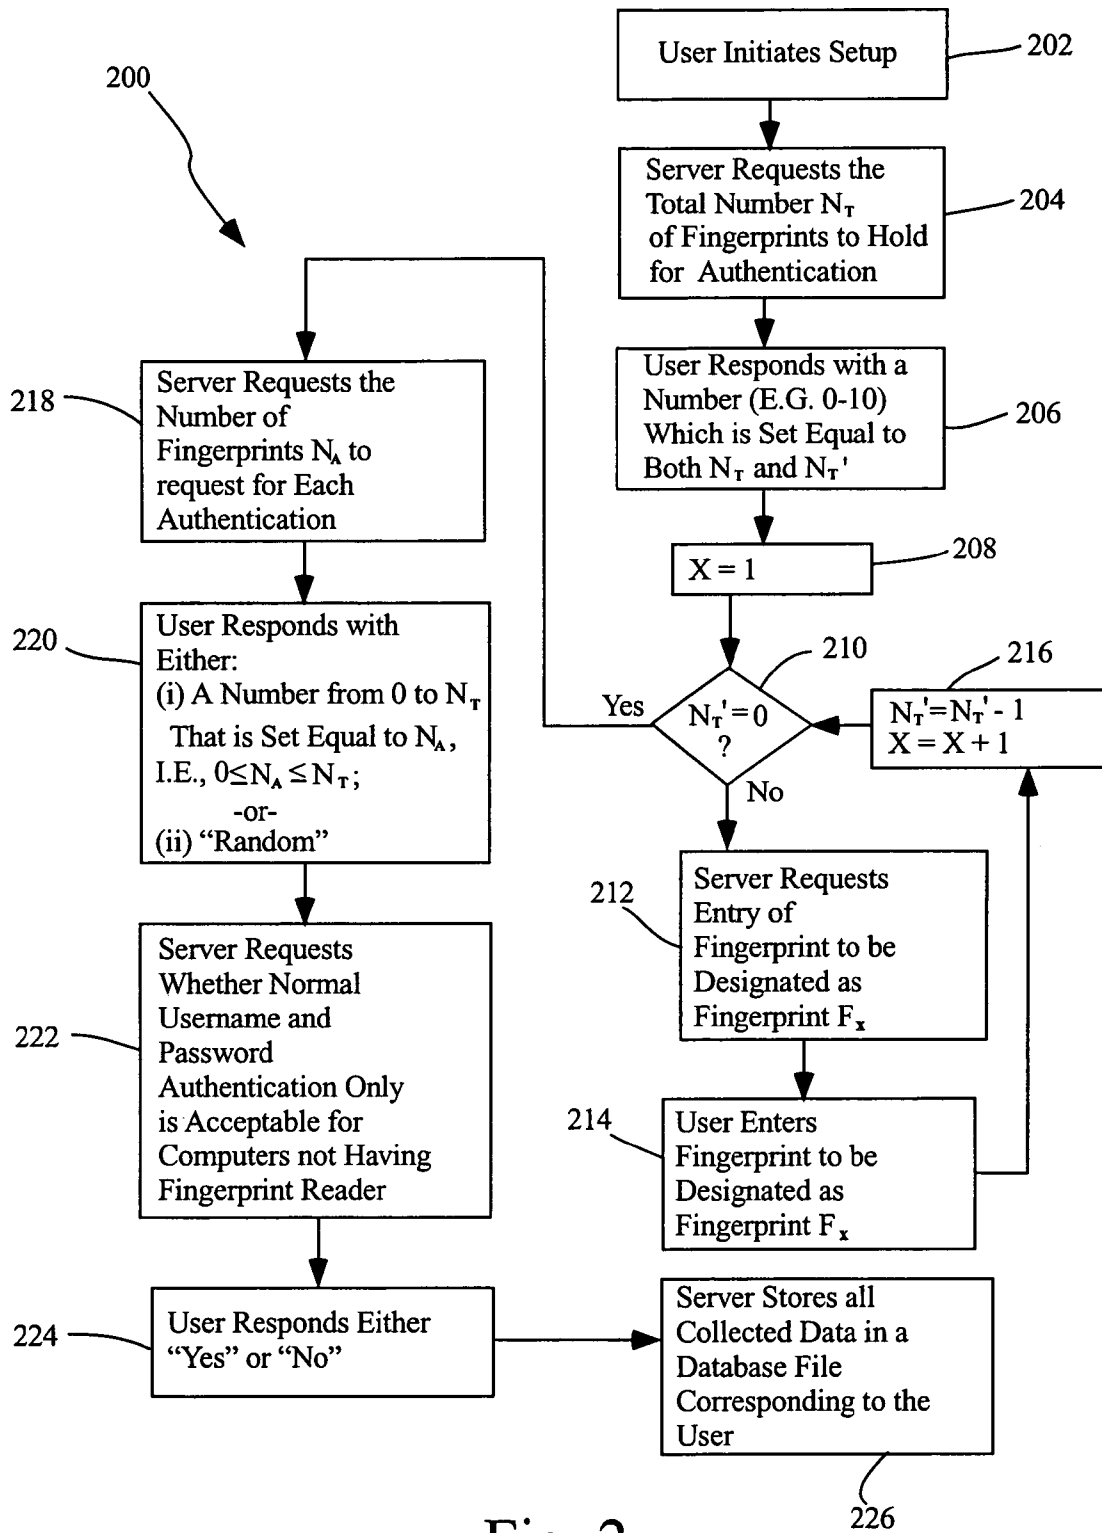 200
User Initiates Setup
202
Server Requests the
Total Number N_T
of Fingerprints to Hold
for Authentication
204
User Responds with a
Number (E.G. 0-10)
Which is Set Equal to
Both N_T and N_T'
206
X = 1
208
N_T'=0
?
210
Yes
No
N_T'=N_T' - 1
X = X + 1
216
Server Requests
Entry of
Fingerprint to be
Designated as
Fingerprint F_x
212
User Enters
Fingerprint to be
Designated as
Fingerprint F_x
214
Server Requests the
Number of
Fingerprints N_A to
request for Each
Authentication
218
User Responds with
Either:
(i) A Number from 0 to N_T
That is Set Equal to N_A,
I.E., 0≤N_A≤N_T;
-or-
(ii) “Random”
220
Server Requests
Whether Normal
Username and
Password
Authentication Only
is Acceptable for
Computers not Having
Fingerprint Reader
222
User Responds Either
“Yes” or “No”
224
Server Stores all
Collected Data in a
Database File
Corresponding to the
User
226